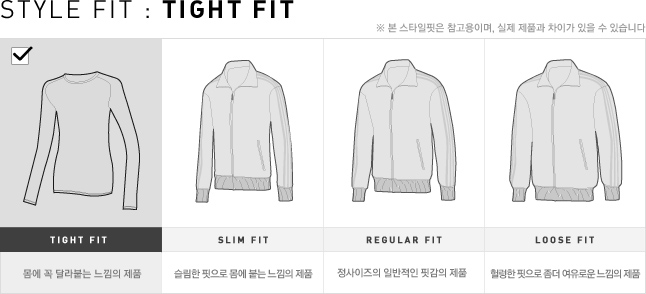 STYLE FIT : TIGHT FIT
※ 본 스타일핏은 참고용이며, 실제 제품과 차이가 있을 수 있습니다
TIGHT FIT
SLIM FIT
REGULAR FIT
LOOSE FIT
몸에 꼭 달라붙는 느낌의 제품
슬림한 핏으로 몸에 붙는 느낌의 제품
정사이즈의 일반적인 핏감의 제품
헐렁한 핏으로 좀더 여유로운 느낌의 제품